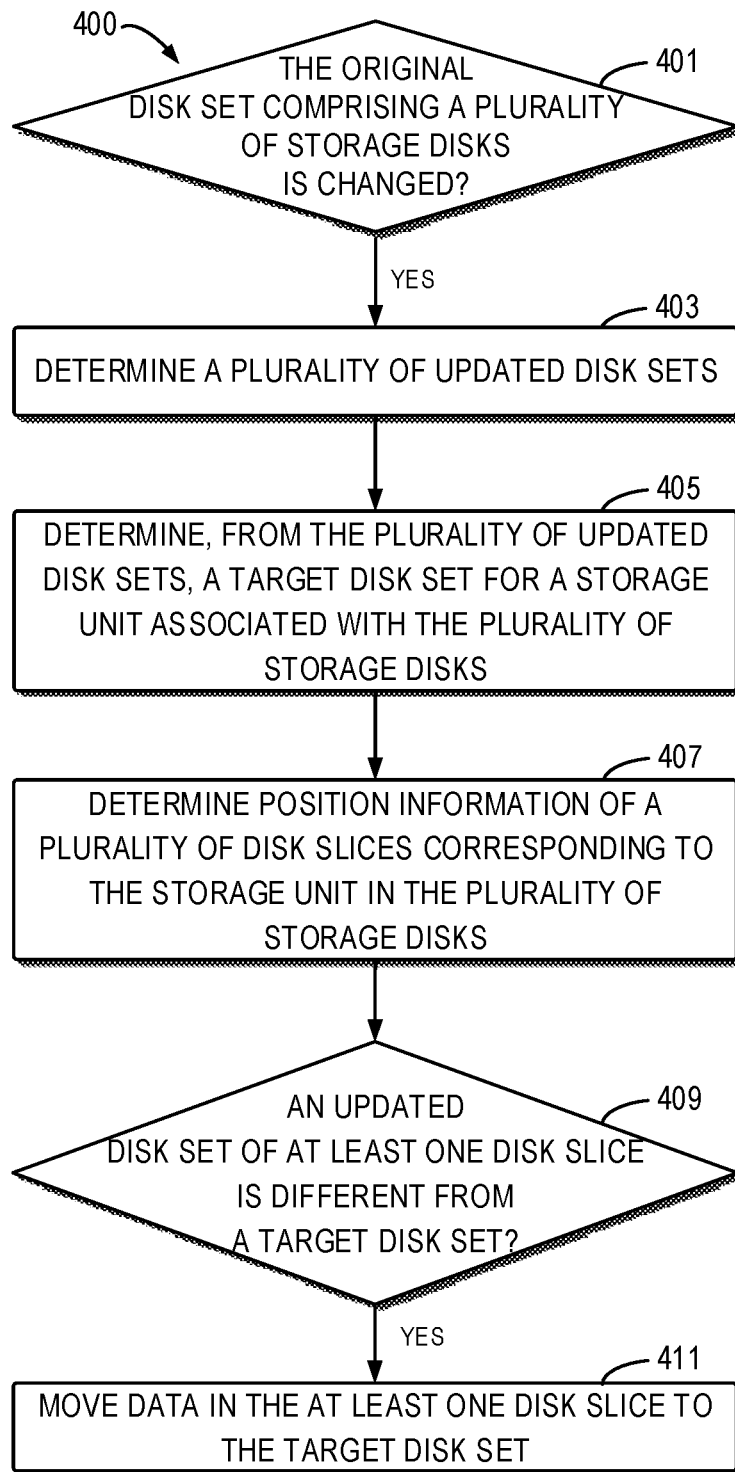 400
401
THE ORIGINAL
DISK SET COMPRISING A PLURALITY
OF STORAGE DISKS
IS CHANGED?
YES
403
DETERMINE A PLURALITY OF UPDATED DISK SETS
405
DETERMINE, FROM THE PLURALITY OF UPDATED
DISK SETS, A TARGET DISK SET FOR A STORAGE
UNIT ASSOCIATED WITH THE PLURALITY OF
STORAGE DISKS
407
DETERMINE POSITION INFORMATION OF A
PLURALITY OF DISK SLICES CORRESPONDING TO
THE STORAGE UNIT IN THE PLURALITY OF
STORAGE DISKS
409
AN UPDATED
DISK SET OF AT LEAST ONE DISK SLICE
IS DIFFERENT FROM
A TARGET DISK SET?
YES
411
MOVE DATA IN THE AT LEAST ONE DISK SLICE TO
THE TARGET DISK SET